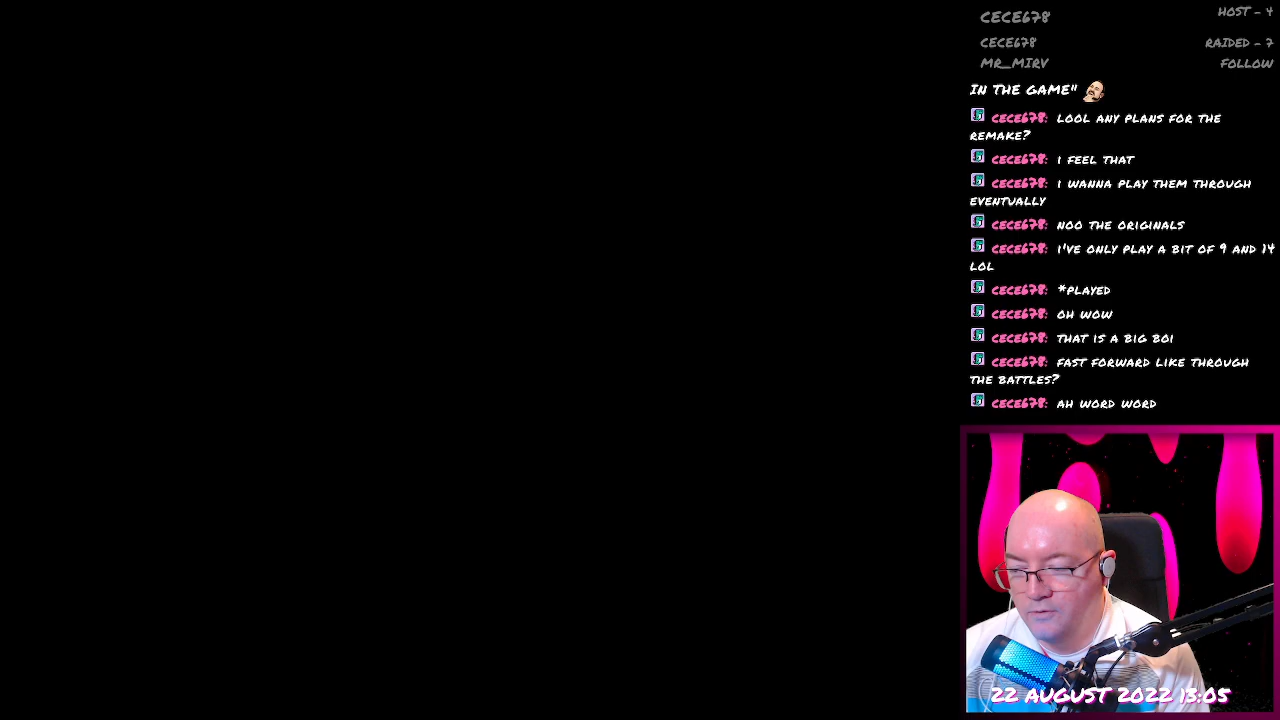 CECE678 HOST - 4
CECE678 RAIDED - 7
MR_MIRV FOLLOW
IN THE GAME"
CECE678: LOOL ANY PLANS FOR THE
REMAKE?
CECE678: I FEEL THAT
CECE678: I WANNA PLAY THEM THROUGH
EVENTUALLY
CECE678: NOO THE ORIGINALS
CECE678: I'VE ONLY PLAY A BIT OF 9 AND 14
LOL
CECE678: *PLAYED
CECE678: OH WOW
CECE678: THAT IS A BIG BOI
CECE678: FAST FORWARD LIKE THROUGH
THE BATTLES?
CECE678: AH WORD WORD
22 AUGUST 2022 13:05